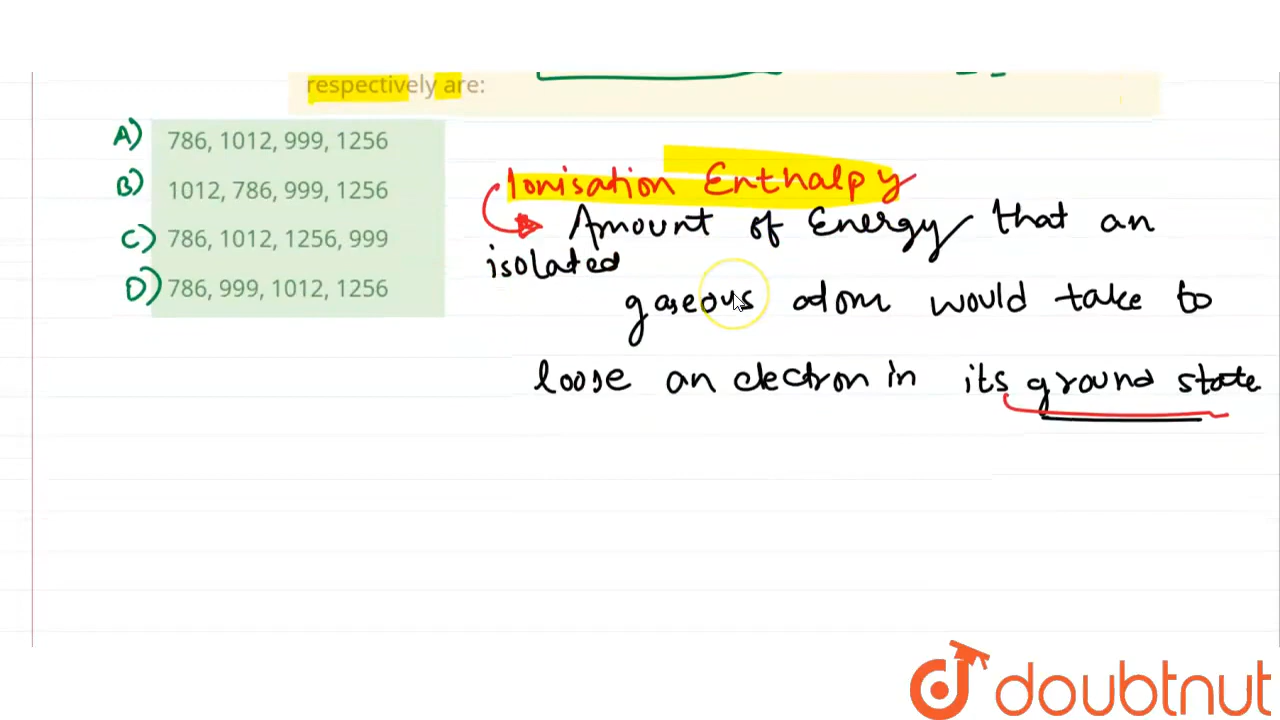 respectively are:
A) 786, 1012, 999, 1256
B) 1012, 786, 999, 1256
C) 786, 1012, 1256, 999
D) 786, 999, 1012, 1256
Ionisation Enthalpy
Amount of Energy that an
isolated
gaseous atom would take to
loose an electron in its ground state
doubtnut